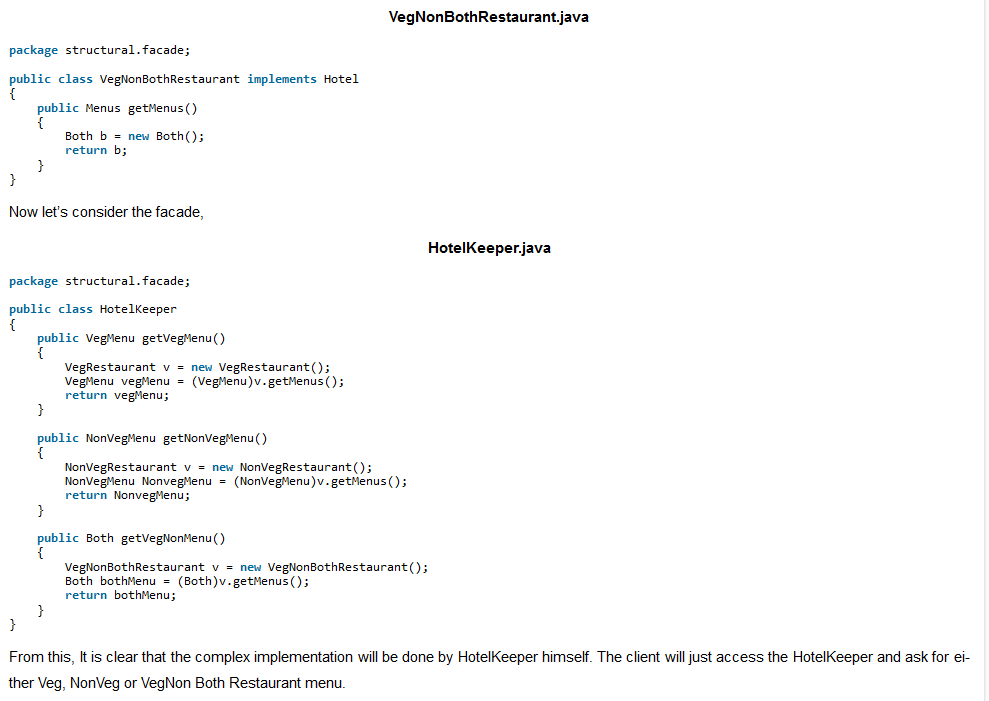 VegNonBothRestaurant.java
package structural.facade;
public class VegNonBothRestaurant implements Hotel
{
    public Menus getMenus()
    {
        Both b = new Both();
        return b;
    }
}
Now let's consider the facade,
HotelKeeper.java
package structural.facade;
public class HotelKeeper
{
    public VegMenu getVegMenu()
    {
        VegRestaurant v = new VegRestaurant();
        VegMenu vegMenu = (VegMenu)v.getMenus();
        return vegMenu;
    }
    public NonVegMenu getNonVegMenu()
    {
        NonVegRestaurant v = new NonVegRestaurant();
        NonVegMenu NonvegMenu = (NonVegMenu)v.getMenus();
        return NonvegMenu;
    }
    public Both getVegNonMenu()
    {
        VegNonBothRestaurant v = new VegNonBothRestaurant();
        Both bothMenu = (Both)v.getMenus();
        return bothMenu;
    }
}
From this, It is clear that the complex implementation will be done by HotelKeeper himself. The client will just access the HotelKeeper and ask for ei-
ther Veg, NonVeg or VegNon Both Restaurant menu.